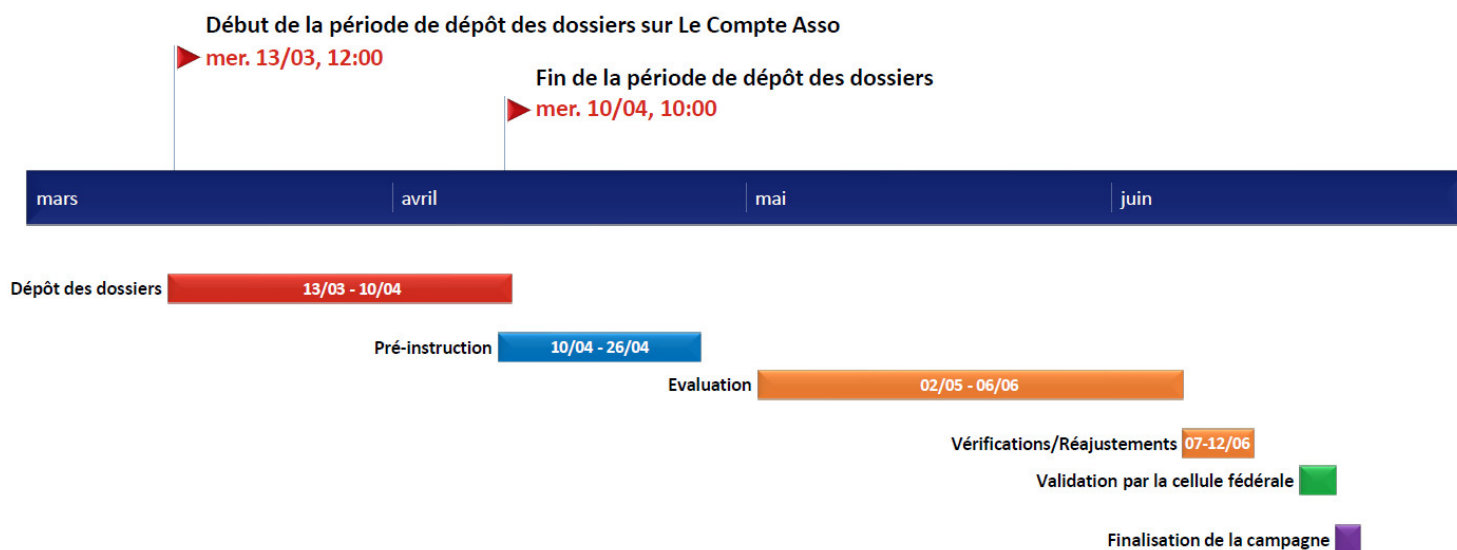 Début de la période de dépôt des dossiers sur Le Compte Asso
mer. 13/03, 12:00
Fin de la période de dépôt des dossiers
mer. 10/04, 10:00
mars avril mai juin
Dépôt des dossiers 13/03 - 10/04
Pré-instruction 10/04 - 26/04
Evaluation 02/05 - 06/06
Vérifications/Réajustements 07-12/06
Validation par la cellule fédérale
Finalisation de la campagne